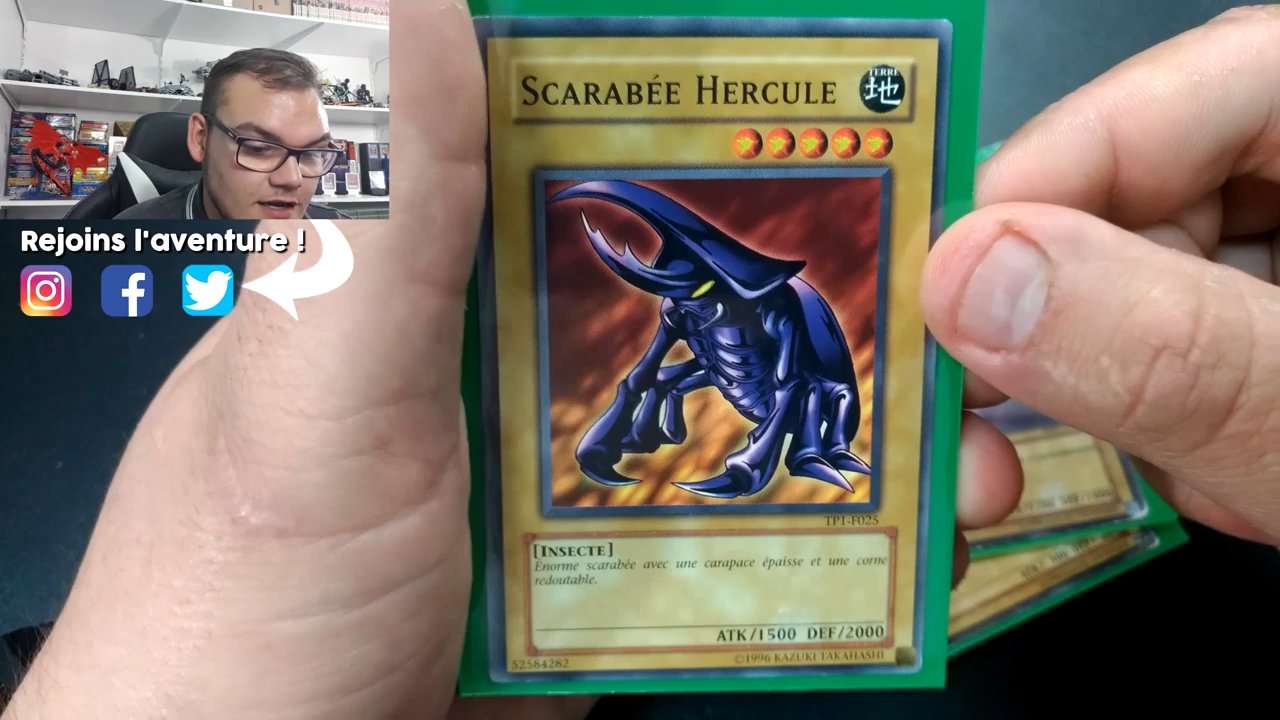 Rejoins l'aventure !
SCARABÉE HERCULE
TERRE
地
TP1-F025
[INSECTE]
Enorme scarabée avec une carapace épaisse et une corne
redoutable.
ATK/1500 DEF/2000
52584282
©1996 KAZUKI TAKAHASHI